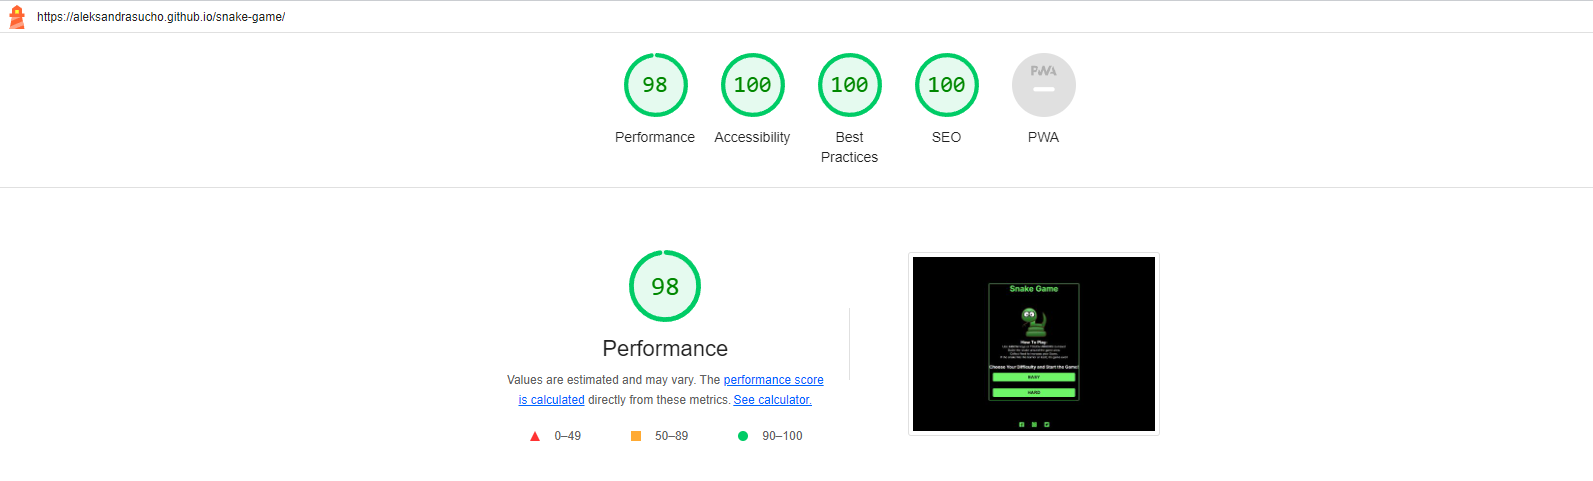 https://aleksandrasucho.github.io/snake-game/
98
100
100
100
PWA
Performance
Accessibility
Best
Practices
SEO
PWA
98
Performance
Values are estimated and may vary. The performance score
is calculated directly from these metrics. See calculator.
0–49
50–89
90–100
Snake Game
How To Play:
Choose Your Difficulty and Start the Game!
EASY
HARD